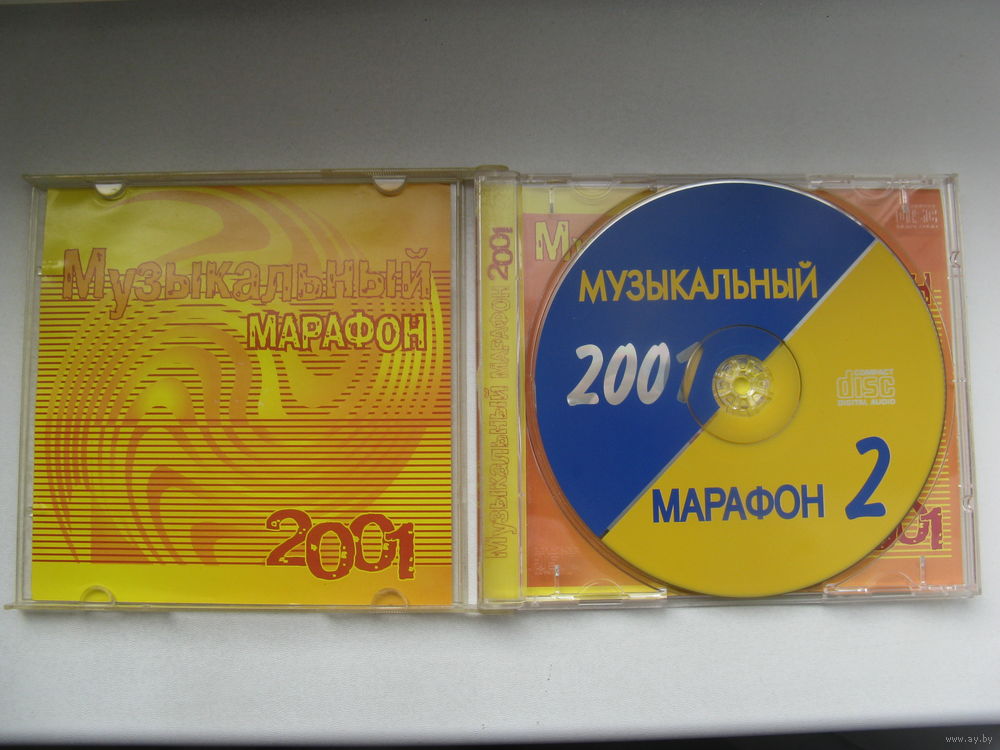 Музыкальный
МАРАФОН
2001
Музыкальный МАРАФОН 2001
МУЗЫКАЛЬНЫЙ
2001
COMPACT
disc
DIGITAL AUDIO
МАРАФОН 2
www.ay.by